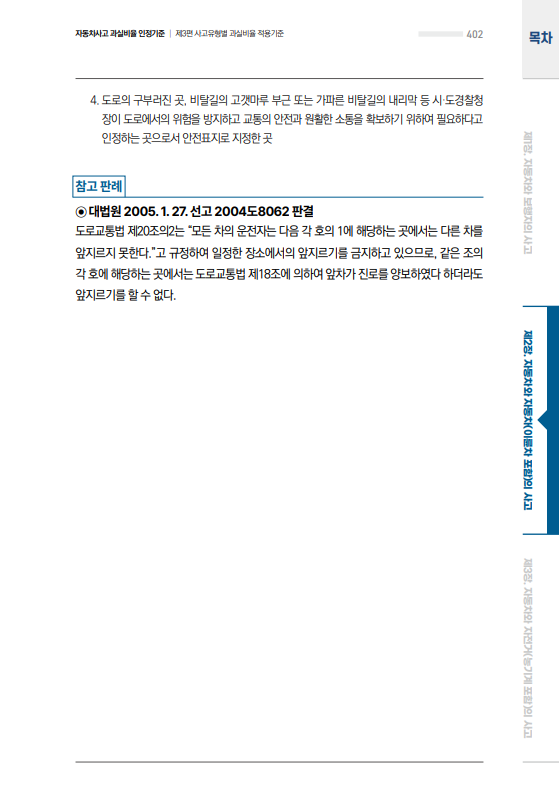 자동차사고 과실비율 인정기준 | 제3편 사고유형별 과실비율 적용기준
402
목차
4. 도로의 구부러진 곳, 비탈길의 고갯마루 부근 또는 가파른 비탈길의 내리막 등 시·도경찰청
장이 도로에서의 위험을 방지하고 교통의 안전과 원활한 소통을 확보하기 위하여 필요하다고
인정하는 곳으로서 안전표지로 지정한 곳
참고 판례
◉ 대법원 2005. 1. 27. 선고 2004도8062 판결
도로교통법 제20조의2는 “모든 차의 운전자는 다음 각 호의 1에 해당하는 곳에서는 다른 차를
앞지르지 못한다.”고 규정하여 일정한 장소에서의 앞지르기를 금지하고 있으므로, 같은 조의
각 호에 해당하는 곳에서는 도로교통법 제18조에 의하여 앞차가 진로를 양보하였다 하더라도
앞지르기를 할 수 없다.
제1장. 자동차와 보행자의 사고
제2장. 자동차와 자동차(이륜차 포함)의 사고
제3장. 자동차와 자전거(농기계 포함)의 사고